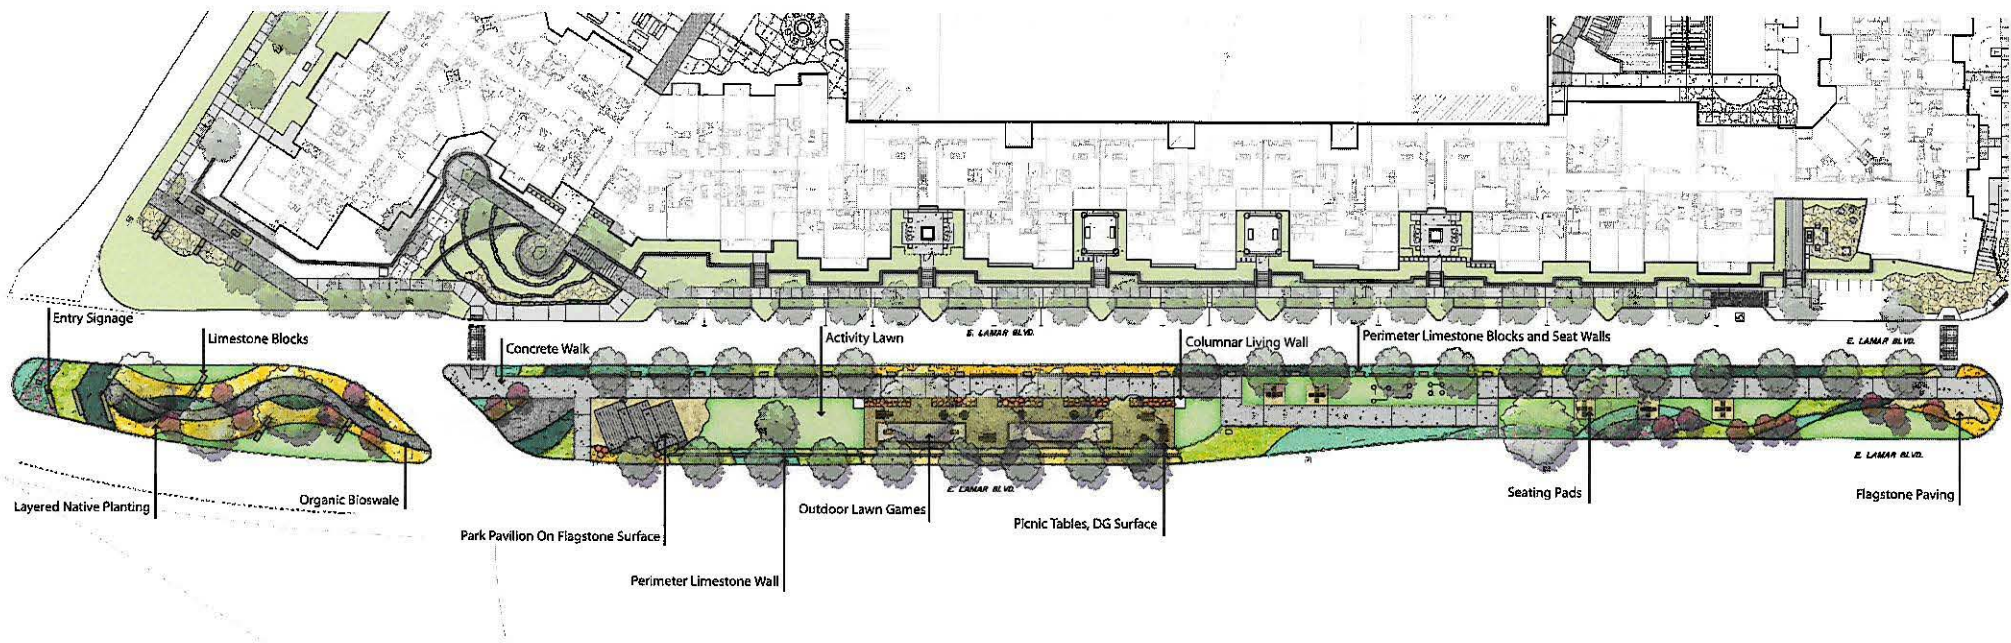 Entry Signage
Limestone Blocks
Concrete Walk
Activity Lawn
E. LAMAR BLVD.
Columnar Living Wall
Perimeter Limestone Blocks and Seat Walls
E. LAMAR BLVD.
Layered Native Planting
Organic Bioswale
Park Pavilion On Flagstone Surface
Perimeter Limestone Wall
Outdoor Lawn Games
E. LAMAR BLVD.
Picnic Tables, DG Surface
Seating Pads
E. LAMAR BLVD.
Flagstone Paving